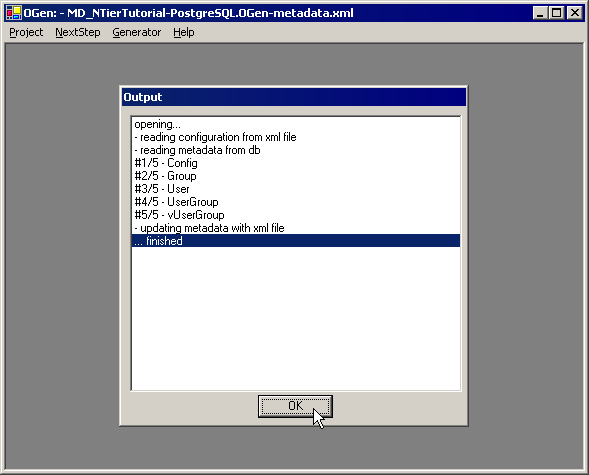 OGen: - MD_NTierTutorial-PostgreSQL.OGen-metadata.xml
Project NextStep Generator Help
Output
opening...
- reading configuration from xml file
- reading metadata from db
#1/5 - Config
#2/5 - Group
#3/5 - User
#4/5 - UserGroup
#5/5 - vUserGroup
- updating metadata with xml file
... finished
OK